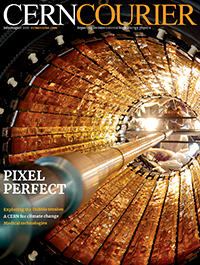 CERNCOURIER
PIXEL
PERFECT
Exploring the Hubble tension
A CERN for climate change
Medical technologies